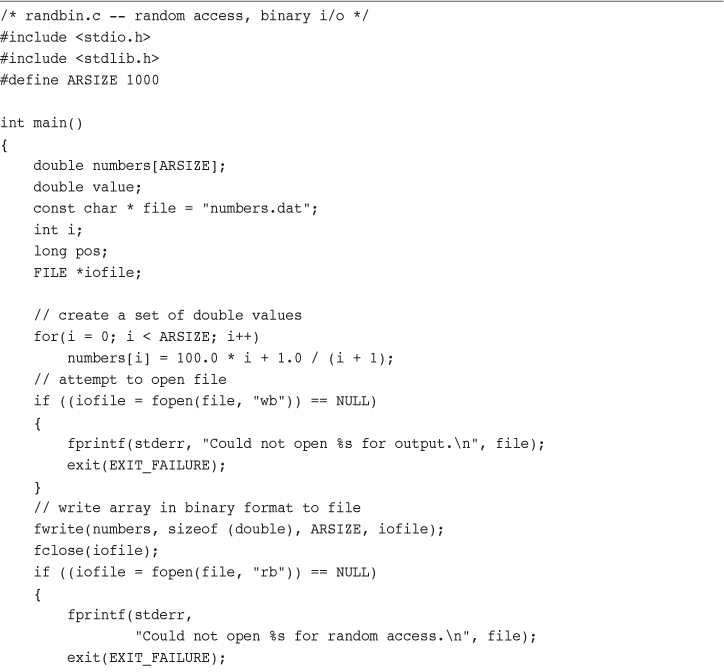 /* randbin.c -- random access, binary i/o */
#include <stdio.h>
#include <stdlib.h>
#define ARSIZE 1000
int main()
{
    double numbers[ARSIZE];
    double value;
    const char * file = "numbers.dat";
    int i;
    long pos;
    FILE *iofile;
    // create a set of double values
    for(i = 0; i < ARSIZE; i++)
        numbers[i] = 100.0 * i + 1.0 / (i + 1);
    // attempt to open file
    if ((iofile = fopen(file, "wb")) == NULL)
    {
        fprintf(stderr, "Could not open %s for output.\n", file);
        exit(EXIT_FAILURE);
    }
    // write array in binary format to file
    fwrite(numbers, sizeof (double), ARSIZE, iofile);
    fclose(iofile);
    if ((iofile = fopen(file, "rb")) == NULL)
    {
        fprintf(stderr,
                "Could not open %s for random access.\n", file);
        exit(EXIT_FAILURE);